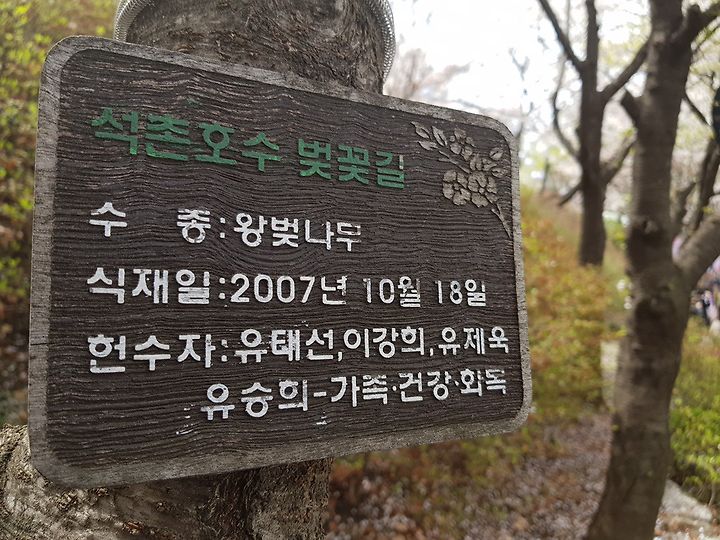 석촌호수 벚꽃길
수 종:왕벚나무
식재일:2007년 10월 18일
헌수자:유태선,이강희,유제욱
유승희-가족·건강·화목